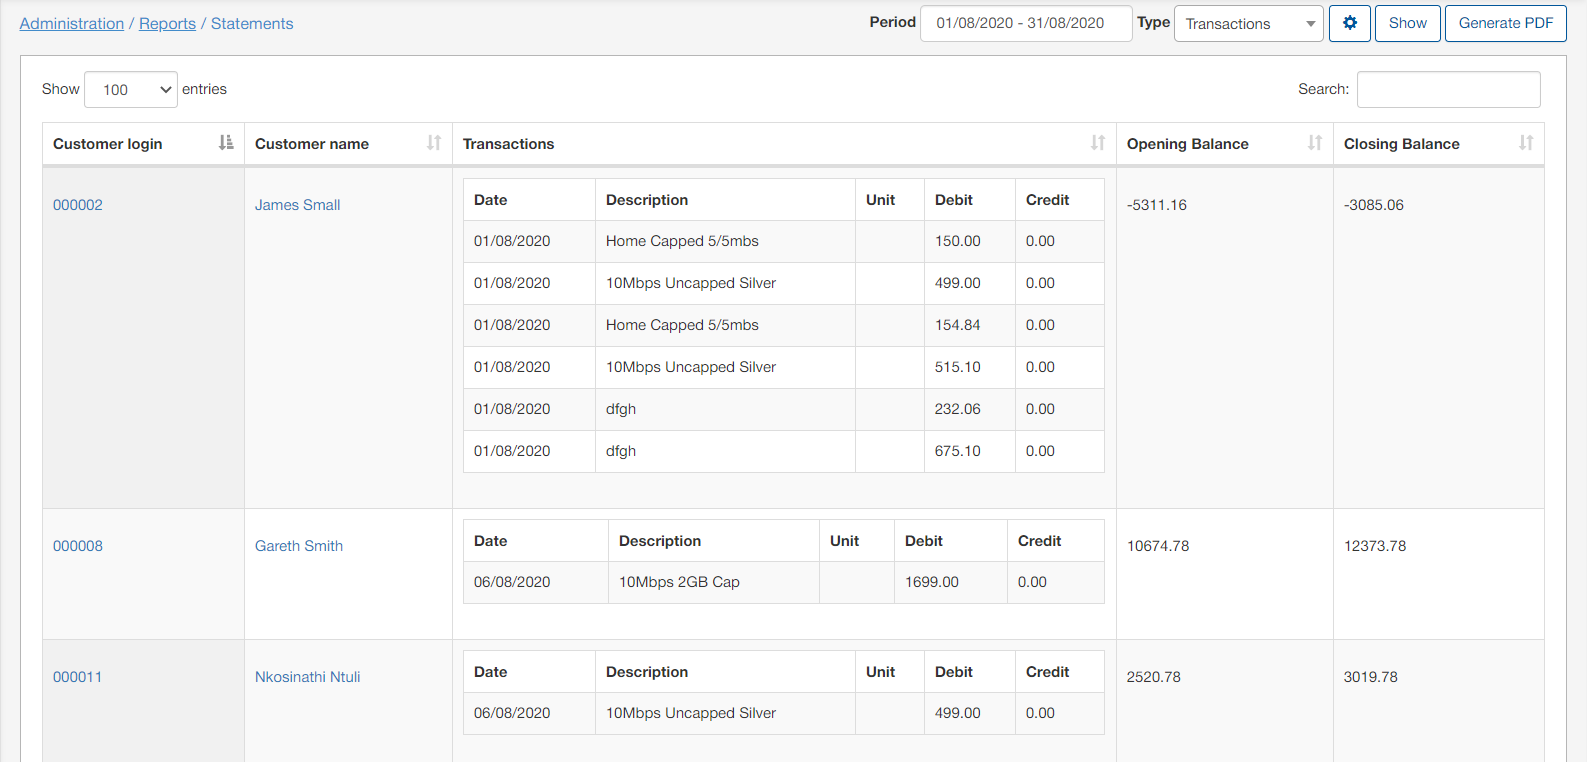 Administration / Reports / Statements
Period 01/08/2020 - 31/08/2020 Type Transactions Show Generate PDF
Show 100 entries Search:
Customer login Customer name Transactions Opening Balance Closing Balance
000002 James Small -5311.16 -3085.06
Date Description Unit Debit Credit
01/08/2020 Home Capped 5/5mbs 150.00 0.00
01/08/2020 10Mbps Uncapped Silver 499.00 0.00
01/08/2020 Home Capped 5/5mbs 154.84 0.00
01/08/2020 10Mbps Uncapped Silver 515.10 0.00
01/08/2020 dfgh 232.06 0.00
01/08/2020 dfgh 675.10 0.00
000008 Gareth Smith 10674.78 12373.78
Date Description Unit Debit Credit
06/08/2020 10Mbps 2GB Cap 1699.00 0.00
000011 Nkosinathi Ntuli 2520.78 3019.78
Date Description Unit Debit Credit
06/08/2020 10Mbps Uncapped Silver 499.00 0.00